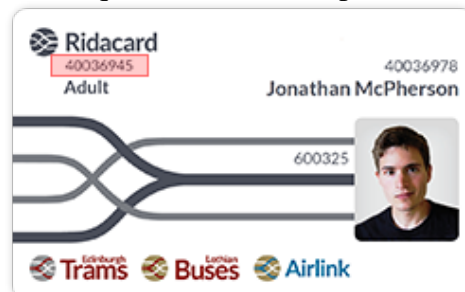 Ridacard
40036945
Adult
40036978
Jonathan McPherson
600325
Edinburgh
Trams
Lothian
Buses
Airlink